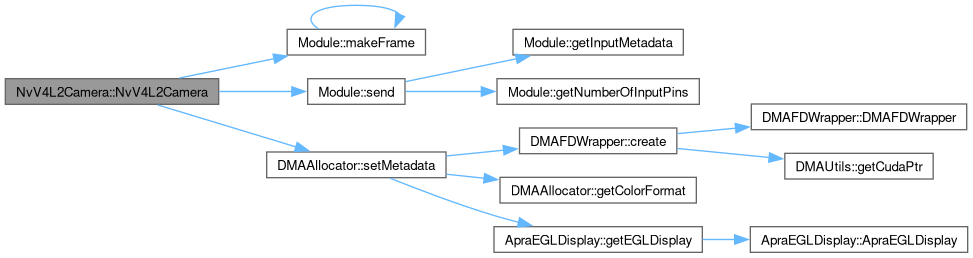 NvV4L2Camera::NvV4L2Camera
Module::makeFrame
Module::send
DMAAllocator::setMetadata
Module::getInputMetadata
Module::getNumberOfInputPins
DMAFDWrapper::create
DMAAllocator::getColorFormat
ApraEGLDisplay::getEGLDisplay
DMAFDWrapper::DMAFDWrapper
DMAUtils::getCudaPtr
ApraEGLDisplay::ApraEGLDisplay